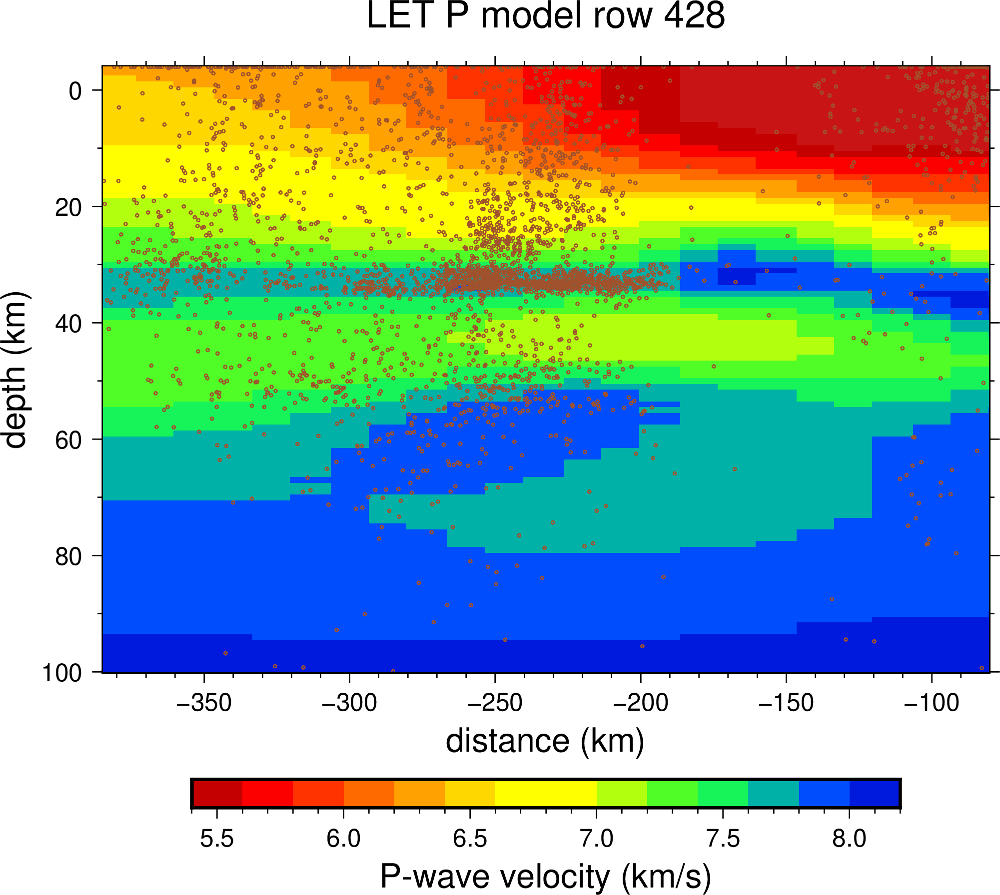 LET P model row 428
0
20
40
60
80
100
depth (km)
−350 −300 −250 −200 −150 −100
distance (km)
5.5 6.0 6.5 7.0 7.5 8.0
P-wave velocity (km/s)